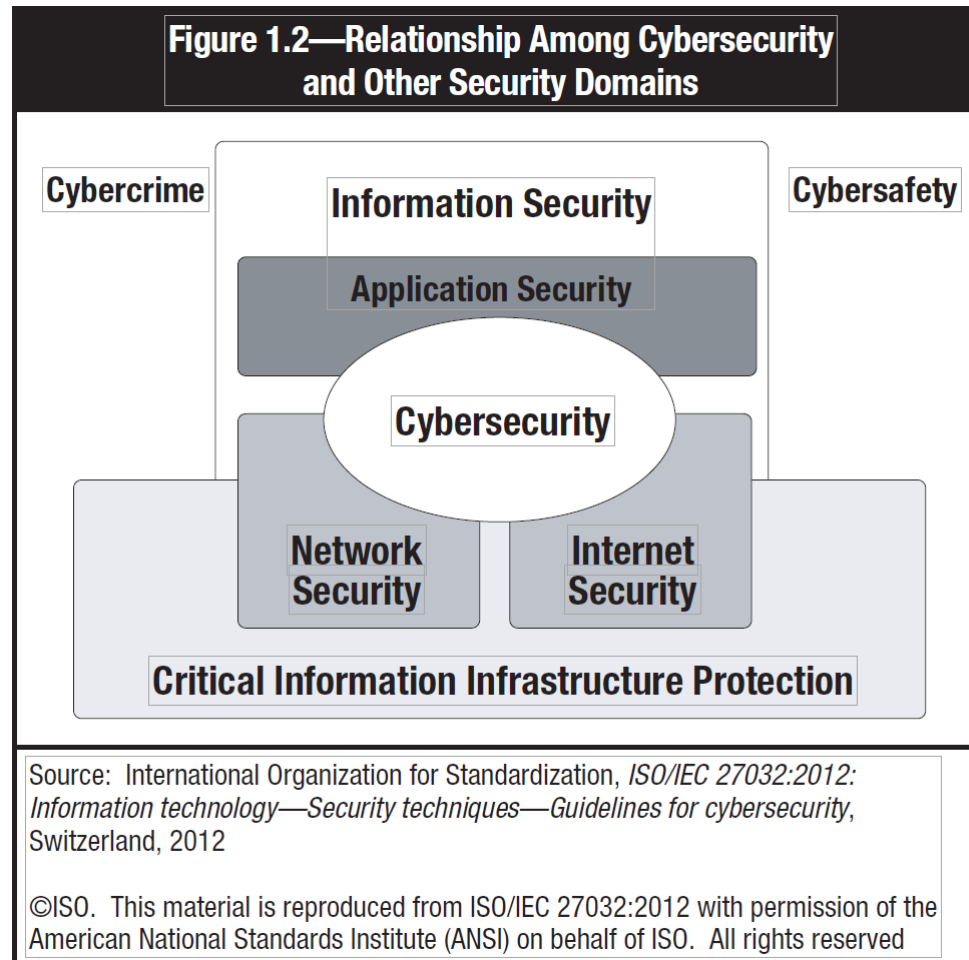 Figure 1.2—Relationship Among Cybersecurity
and Other Security Domains
Cybercrime
Information Security
Cybersafety
Application Security
Cybersecurity
Network
Security
Internet
Security
Critical Information Infrastructure Protection
Source:  International Organization for Standardization, ISO/IEC 27032:2012:
Information technology—Security techniques—Guidelines for cybersecurity,
Switzerland, 2012
©ISO.  This material is reproduced from ISO/IEC 27032:2012 with permission of the
American National Standards Institute (ANSI) on behalf of ISO.  All rights reserved